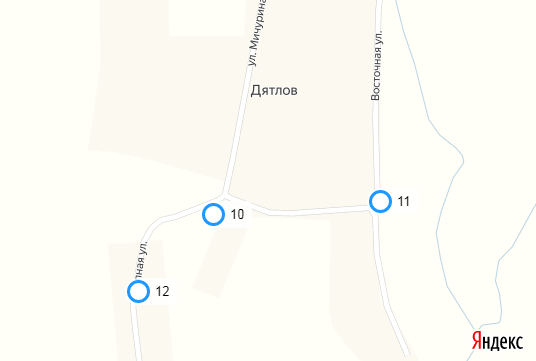 ул. Мичурина
Восточная ул.
Дятлов
10
11
12
Яндекс